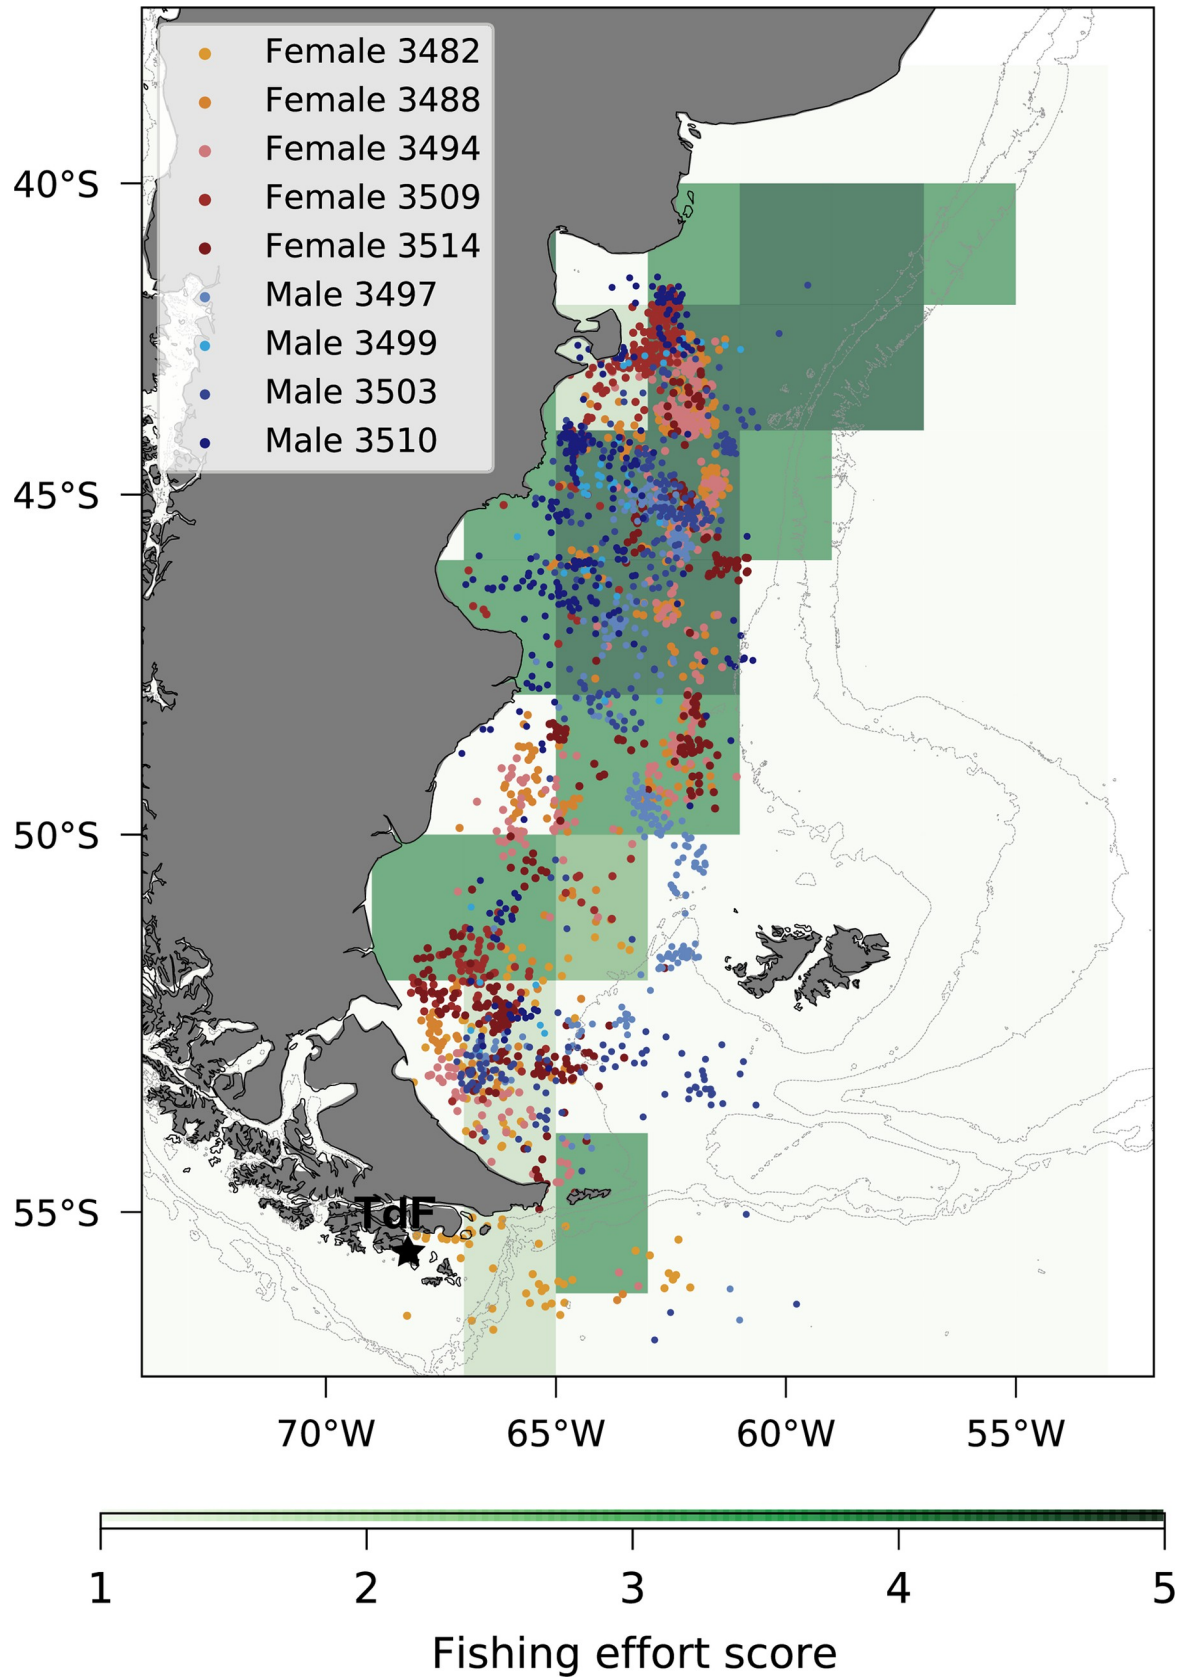 Female 3482
Female 3488
Female 3494
Female 3509
Female 3514
Male 3497
Male 3499
Male 3503
Male 3510
40°S
45°S
50°S
55°S
TdF
70°W 65°W 60°W 55°W
1 2 3 4 5
Fishing effort score